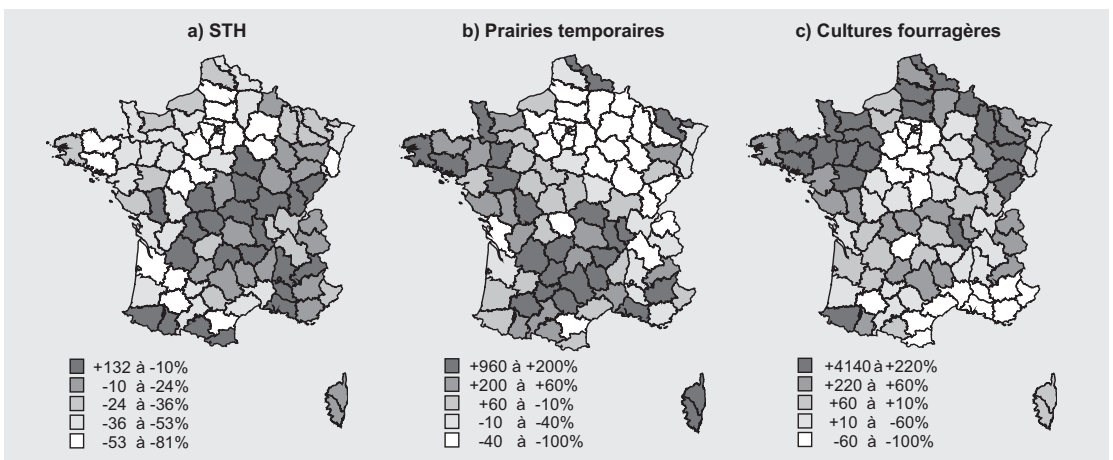 a) STH
b) Prairies temporaires
c) Cultures fourragères
+132 à -10%
-10 à -24%
-24 à -36%
-36 à -53%
-53 à -81%
+960 à +200%
+200 à +60%
+60 à -10%
-10 à -40%
-40 à -100%
+4140 à +220%
+220 à +60%
+60 à +10%
+10 à -60%
-60 à -100%